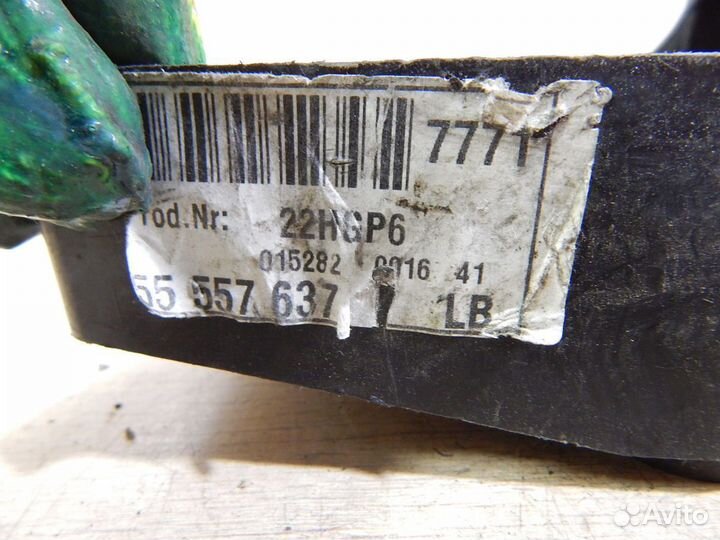 7771
rod.Nr: 22HGP6
015282 0016 41
55 557 637 LB
Avito